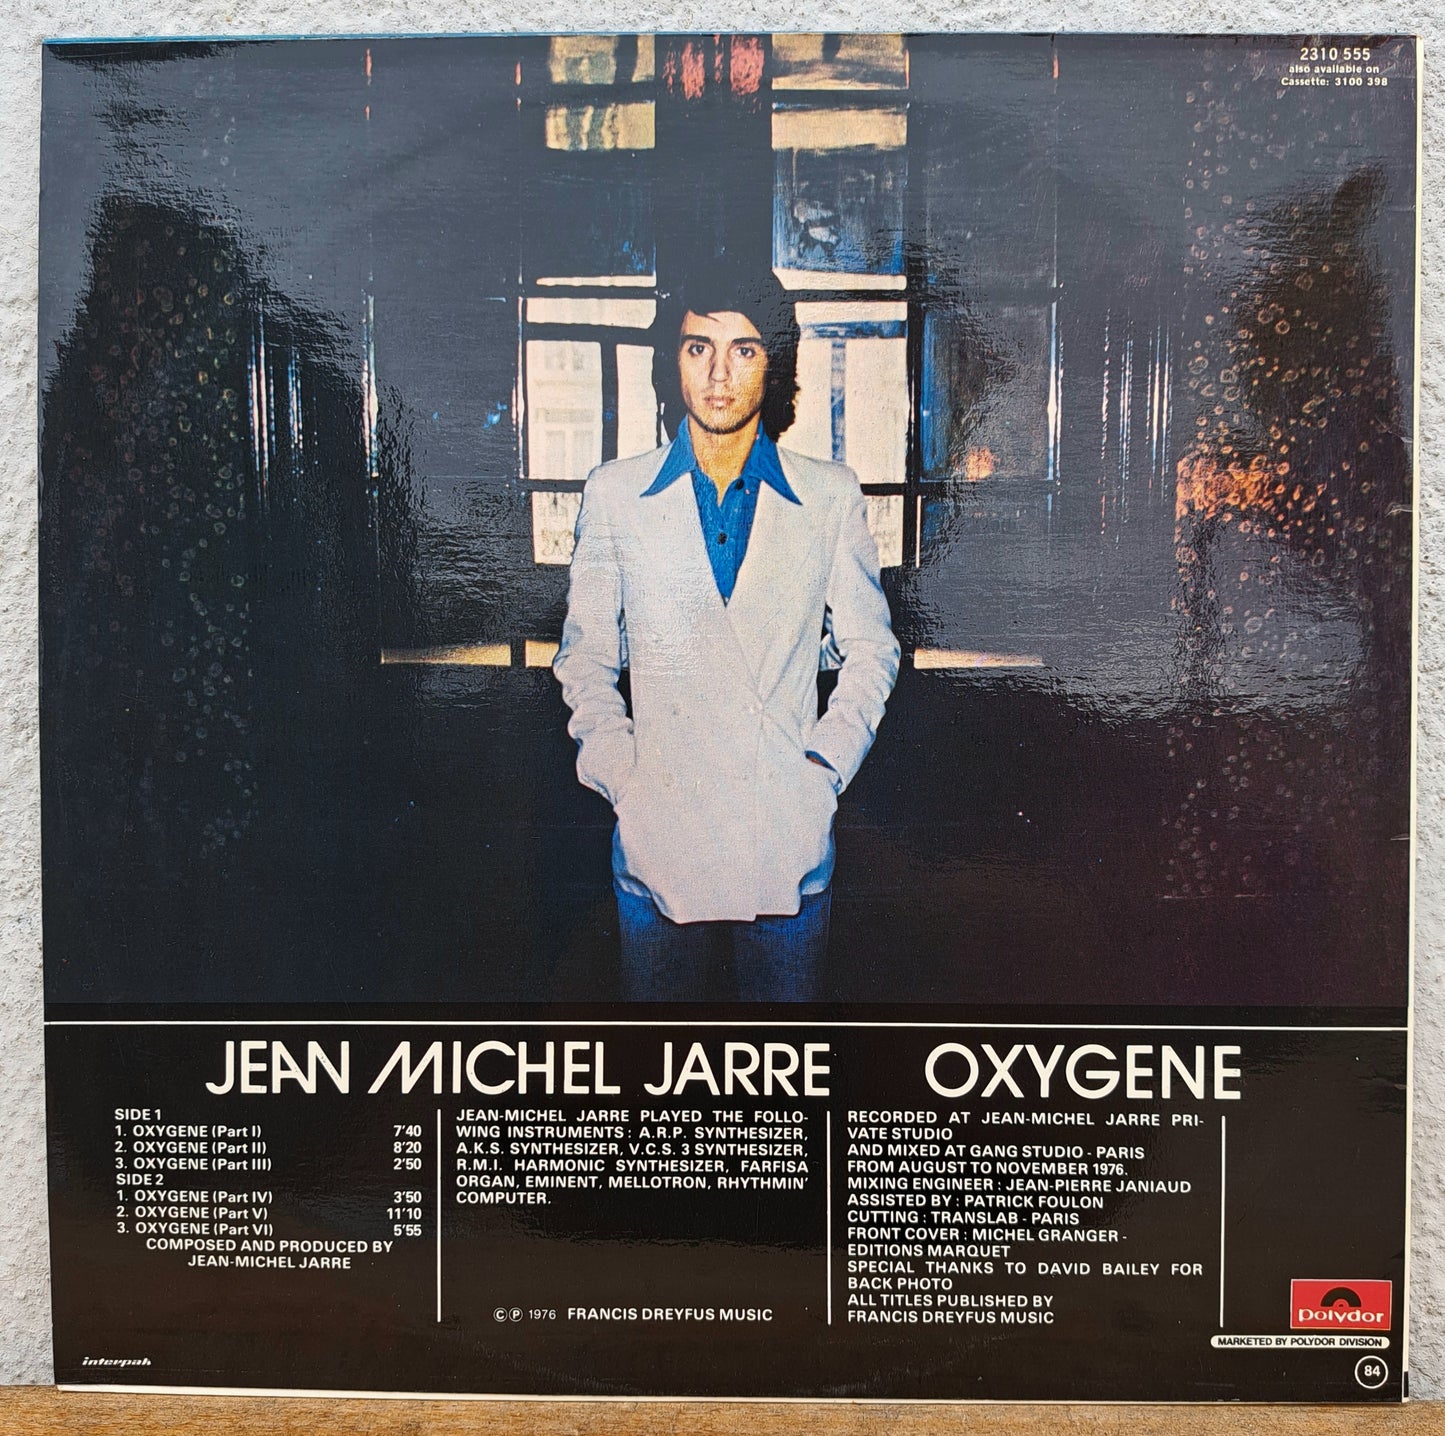 2310 555
also available on
Cassette: 3100 398
JEAN MICHEL JARRE OXYGENE
SIDE 1
1. OXYGENE (Part I) 7'40
2. OXYGENE (Part II) 8'20
3. OXYGENE (Part III) 2'50
SIDE 2
1. OXYGENE (Part IV) 3'50
2. OXYGENE (Part V) 11'10
3. OXYGENE (Part VI) 5'55
COMPOSED AND PRODUCED BY
JEAN-MICHEL JARRE
JEAN-MICHEL JARRE PLAYED THE FOLLO-
WING INSTRUMENTS : A.R.P. SYNTHESIZER,
A.K.S. SYNTHESIZER, V.C.S. 3 SYNTHESIZER,
R.M.I. HARMONIC SYNTHESIZER, FARFISA
ORGAN, EMINENT, MELLOTRON, RHYTHMIN'
COMPUTER.
© ℗ 1976 FRANCIS DREYFUS MUSIC
RECORDED AT JEAN-MICHEL JARRE PRI-
VATE STUDIO
AND MIXED AT GANG STUDIO - PARIS
FROM AUGUST TO NOVEMBER 1976.
MIXING ENGINEER : JEAN-PIERRE JANIAUD
ASSISTED BY : PATRICK FOULON
CUTTING : TRANSLAB - PARIS
FRONT COVER : MICHEL GRANGER -
EDITIONS MARQUET
SPECIAL THANKS TO DAVID BAILEY FOR
BACK PHOTO
ALL TITLES PUBLISHED BY
FRANCIS DREYFUS MUSIC
polydor
MARKETED BY POLYDOR DIVISION
84
interpak